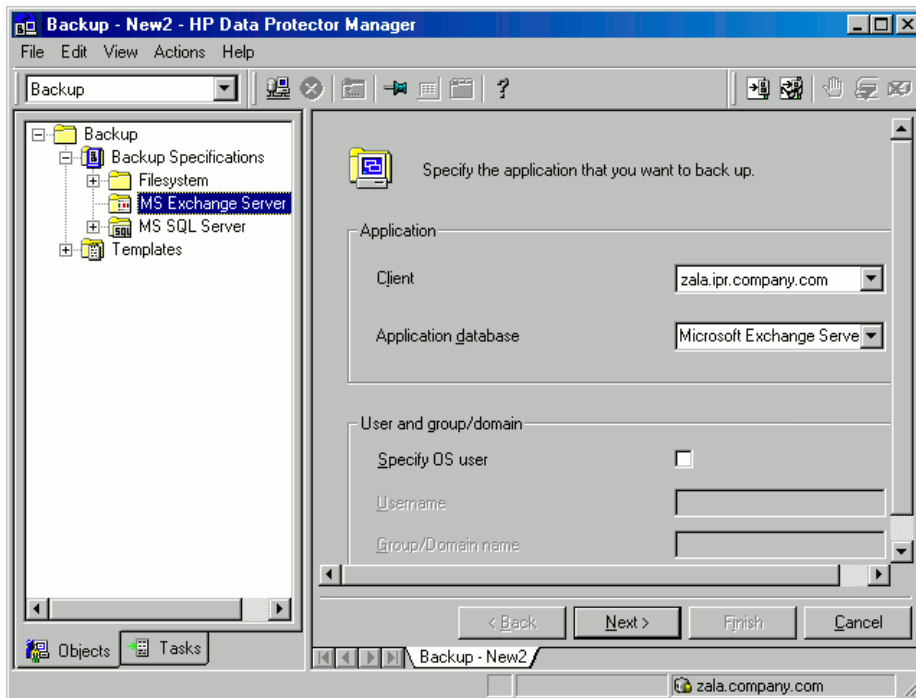 Backup - New2 - HP Data Protector Manager
File Edit View Actions Help
Backup
Backup
Backup Specifications
Filesystem
MS Exchange Server
MS SQL Server
Templates
Objects
Tasks
Specify the application that you want to back up.
Application
Client
zala.ipr.company.com
Application database
Microsoft Exchange Serve
User and group/domain
Specify OS user
Username
Group/Domain name
< Back
Next >
Finish
Cancel
Backup - New2
zala.company.com